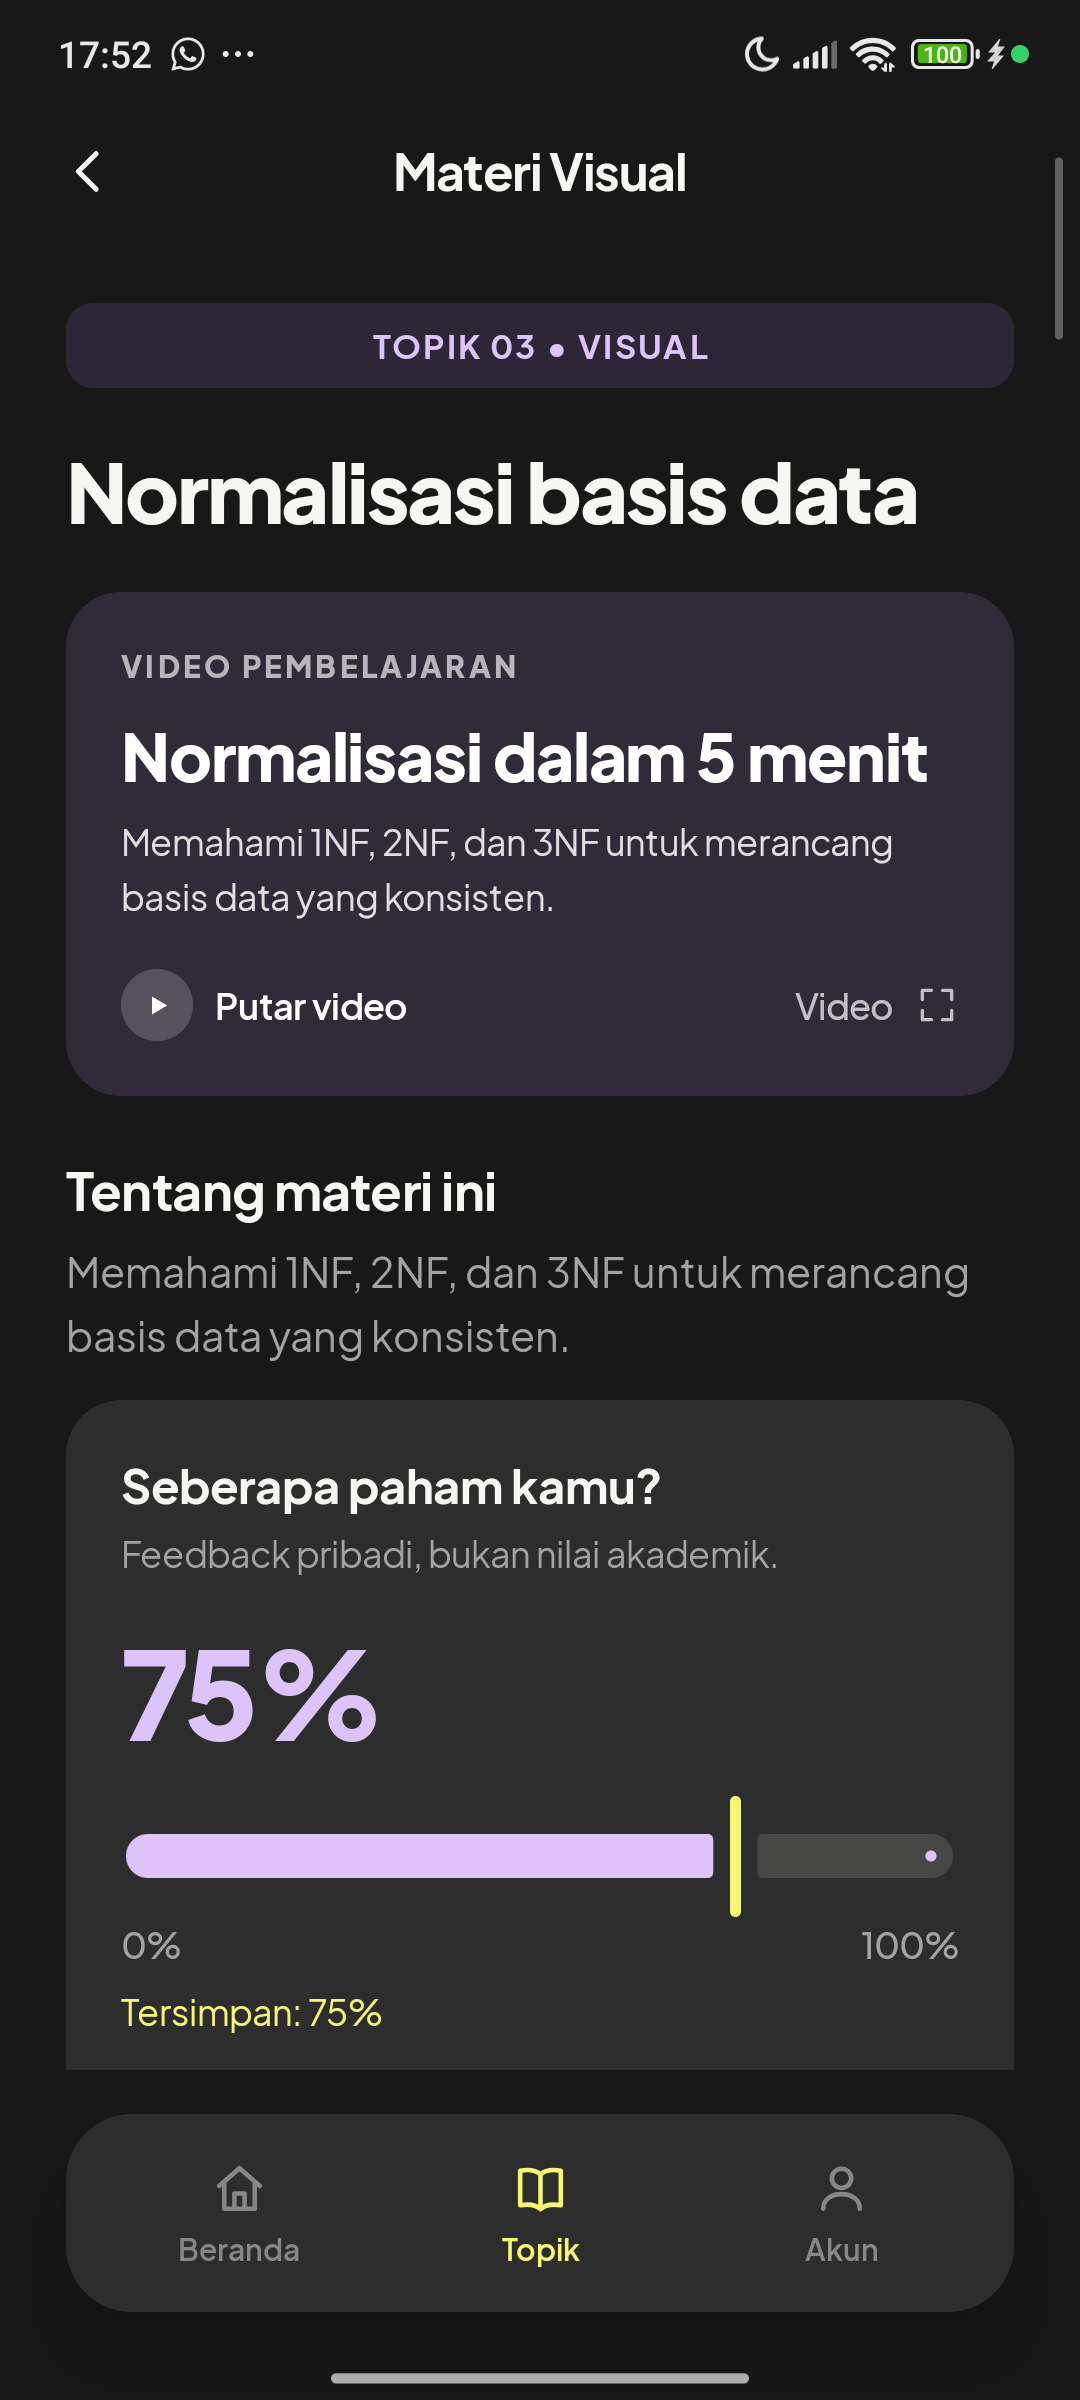 17:52
100
Materi Visual
TOPIK 03 • VISUAL
Normalisasi basis data
VIDEO PEMBELAJARAN
Normalisasi dalam 5 menit
Memahami 1NF, 2NF, dan 3NF untuk merancang
basis data yang konsisten.
Putar video
Video
Tentang materi ini
Memahami 1NF, 2NF, dan 3NF untuk merancang
basis data yang konsisten.
Seberapa paham kamu?
Feedback pribadi, bukan nilai akademik.
75%
0%
100%
Tersimpan: 75%
Beranda
Topik
Akun